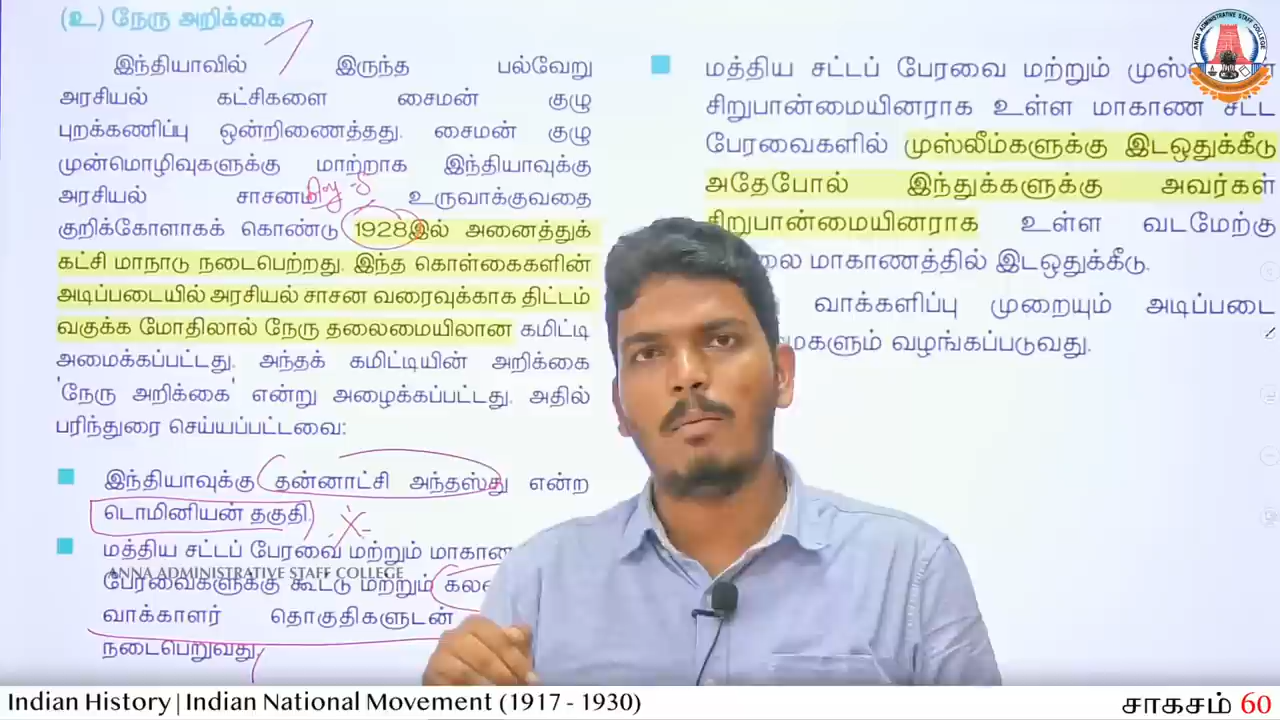 (உ) நேரு அறிக்கை
இந்தியாவில் இருந்த பல்வேறு
அரசியல் கட்சிகளை சைமன் குழு
புறக்கணிப்பு ஒன்றிணைத்தது. சைமன் குழு
முன்மொழிவுகளுக்கு மாற்றாக இந்தியாவுக்கு
அரசியல் சாசனம் உருவாக்குவதை
குறிக்கோளாகக் கொண்டு 1928இல் அனைத்துக்
கட்சி மாநாடு நடைபெற்றது. இந்த கொள்கைகளின்
அடிப்படையில் அரசியல் சாசன வரைவுக்காக திட்டம்
வகுக்க மோதிலால் நேரு தலைமையிலான கமிட்டி
அமைக்கப்பட்டது. அந்தக் கமிட்டியின் அறிக்கை
'நேரு அறிக்கை' என்று அழைக்கப்பட்டது. அதில்
பரிந்துரை செய்யப்பட்டவை:
இந்தியாவுக்கு தன்னாட்சி அந்தஸ்து என்ற
டொமினியன் தகுதி.
மத்திய சட்டப் பேரவை மற்றும்
பேரவைகளுக்கு கூட்டு மற்றும்
வாக்காளர் தொகுதிகளுடன்
நடைபெறுவது.
ANNA ADMINISTRATIVE STAFF COLLEGE
மத்திய சட்டப் பேரவை மற்றும்
சிறுபான்மையினராக உள்ள மாகாண சட்ட
பேரவைகளில் முஸ்லீம்களுக்கு இடஒதுக்கீடு
அதேபோல் இந்துக்களுக்கு அவர்கள்
சிறுபான்மையினராக உள்ள வடமேற்கு
மாகாணத்தில் இடஒதுக்கீடு.
வாக்களிப்பு முறையும் அடிப்படை
வழங்கப்படுவது.
ANNA ADMINISTRATIVE STAFF COLLEGE
Indian History | Indian National Movement (1917 - 1930)
சாகசம் 60